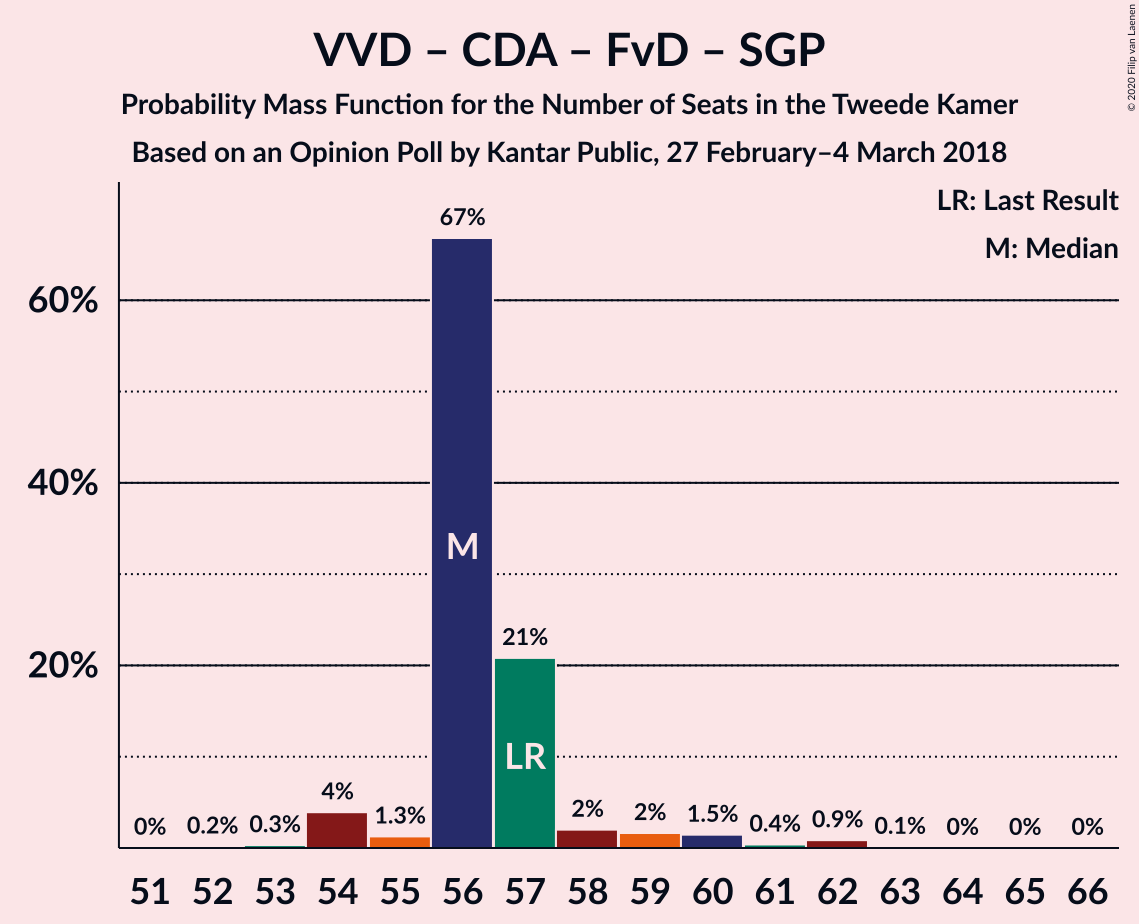 VVD – CDA – FvD – SGP
Probability Mass Function for the Number of Seats in the Tweede Kamer
Based on an Opinion Poll by Kantar Public, 27 February–4 March 2018
© 2020 Filip van Laenen
LR: Last Result
M: Median
67%
60%
40%
M
21%
20%
LR
4%
2%
2%
1.5%
1.3%
0.9%
0.4%
0.3%
0.2%
0%
0.1%
0%
0%
0%
51 52 53 54 55 56 57 58 59 60 61 62 63 64 65 66